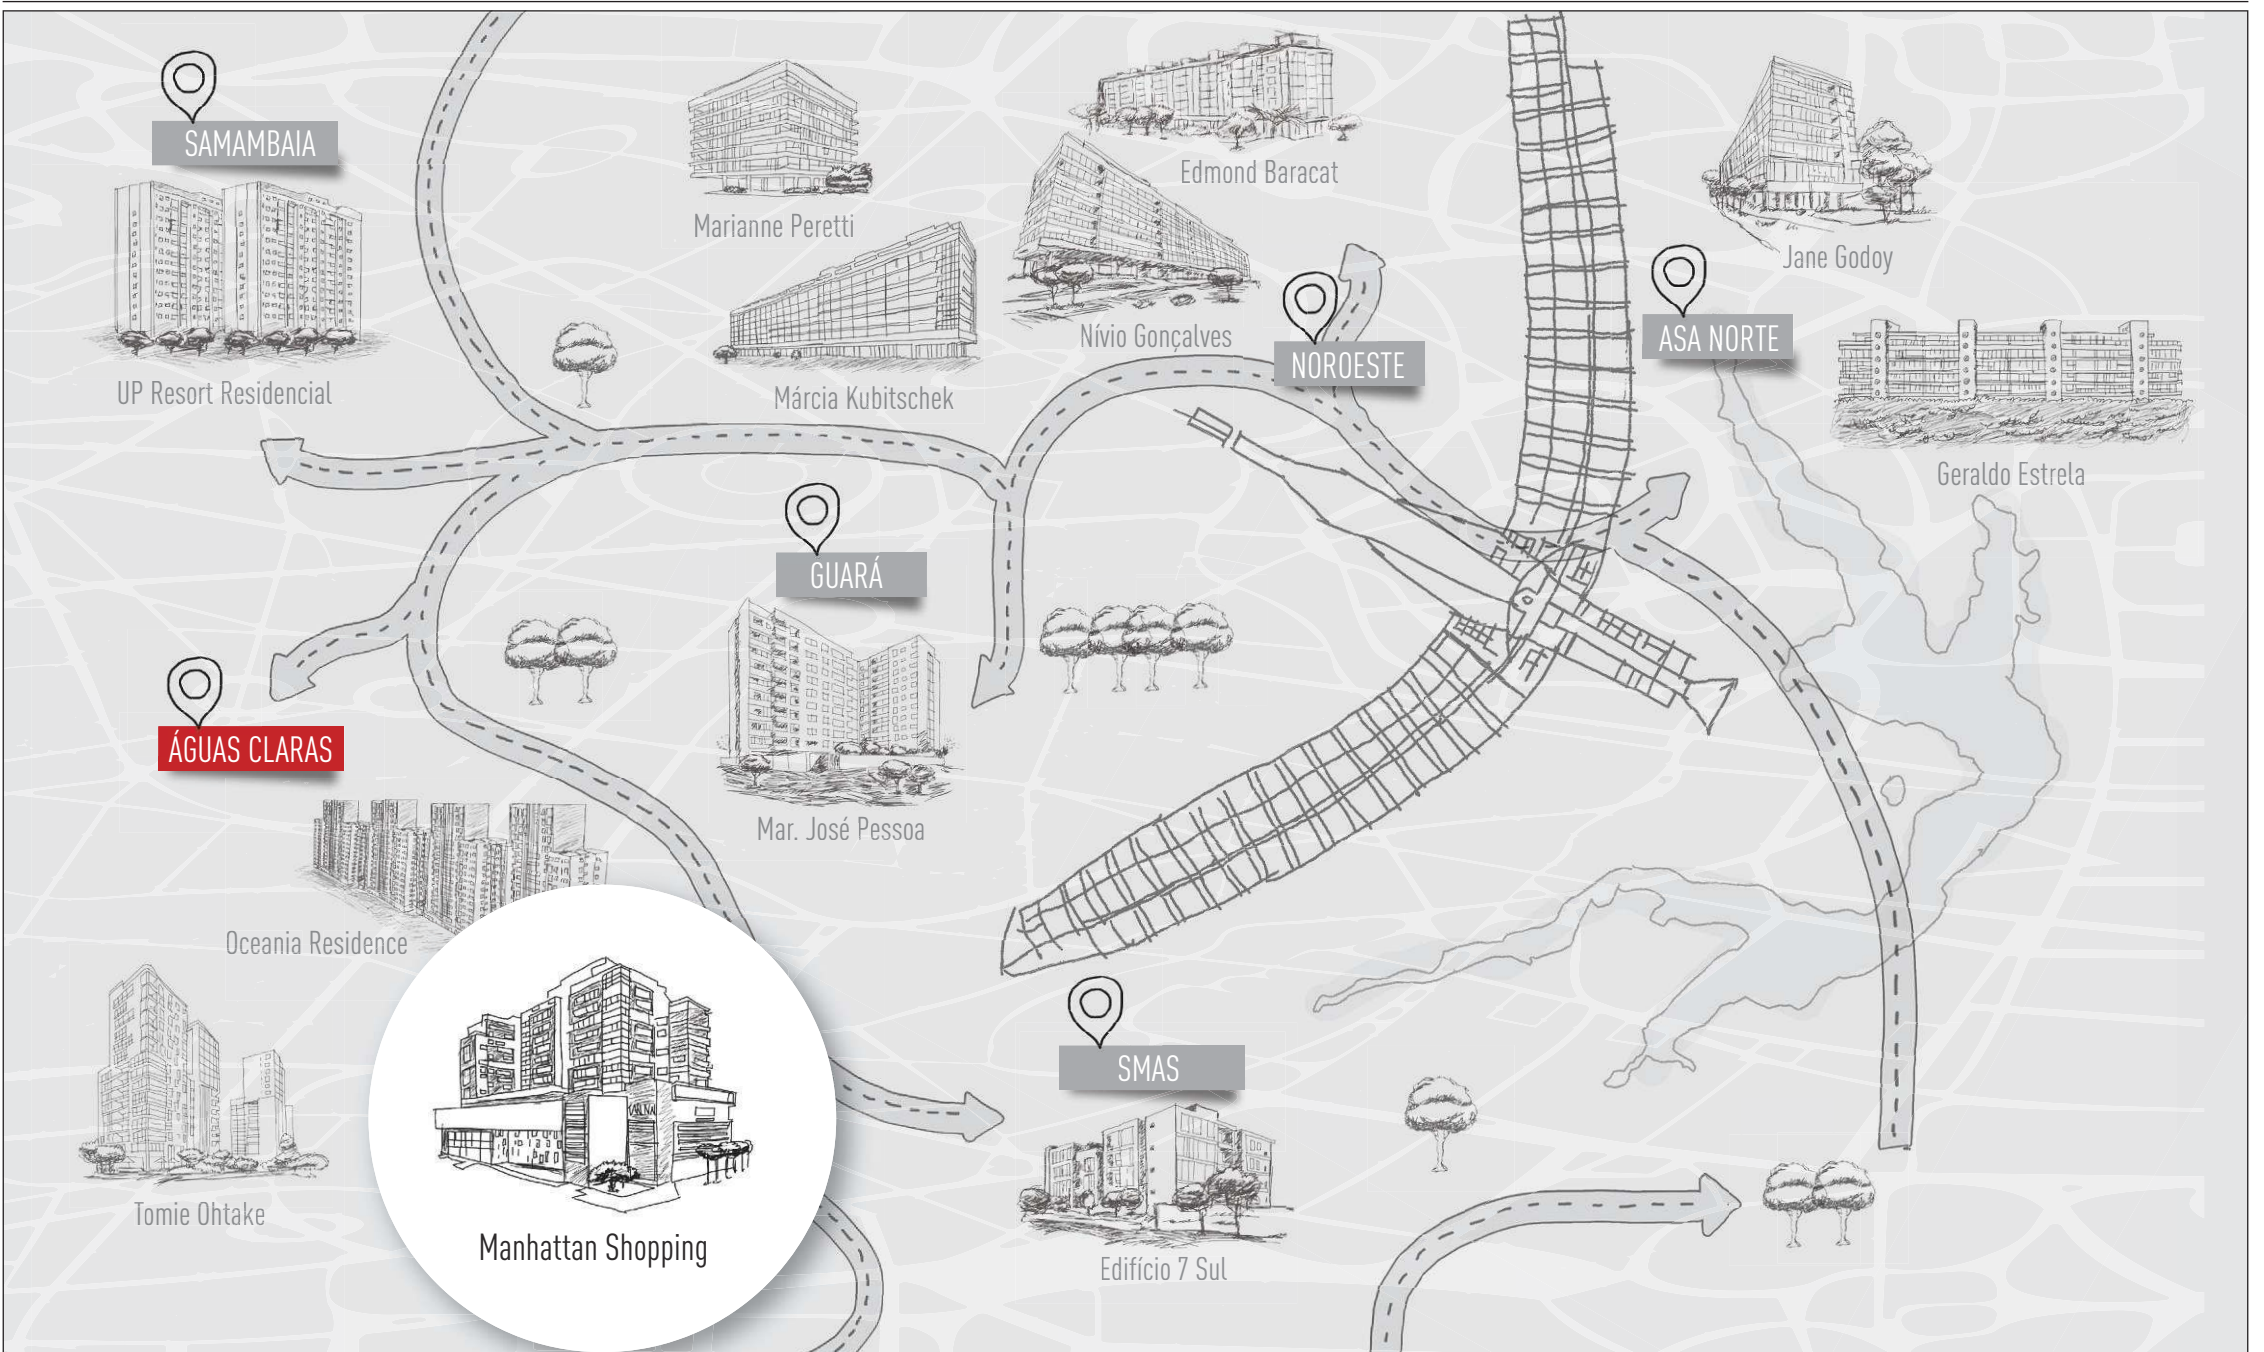 SAMAMBAIA
UP Resort Residencial
Marianne Peretti
Márcia Kubitschek
Edmond Baracat
Nívio Gonçalves
NOROESTE
Jane Godoy
ASA NORTE
Geraldo Estrela
GUARÁ
Mar. José Pessoa
ÁGUAS CLARAS
Oceania Residence
Tomie Ohtake
Manhattan Shopping
SMAS
Edifício 7 Sul